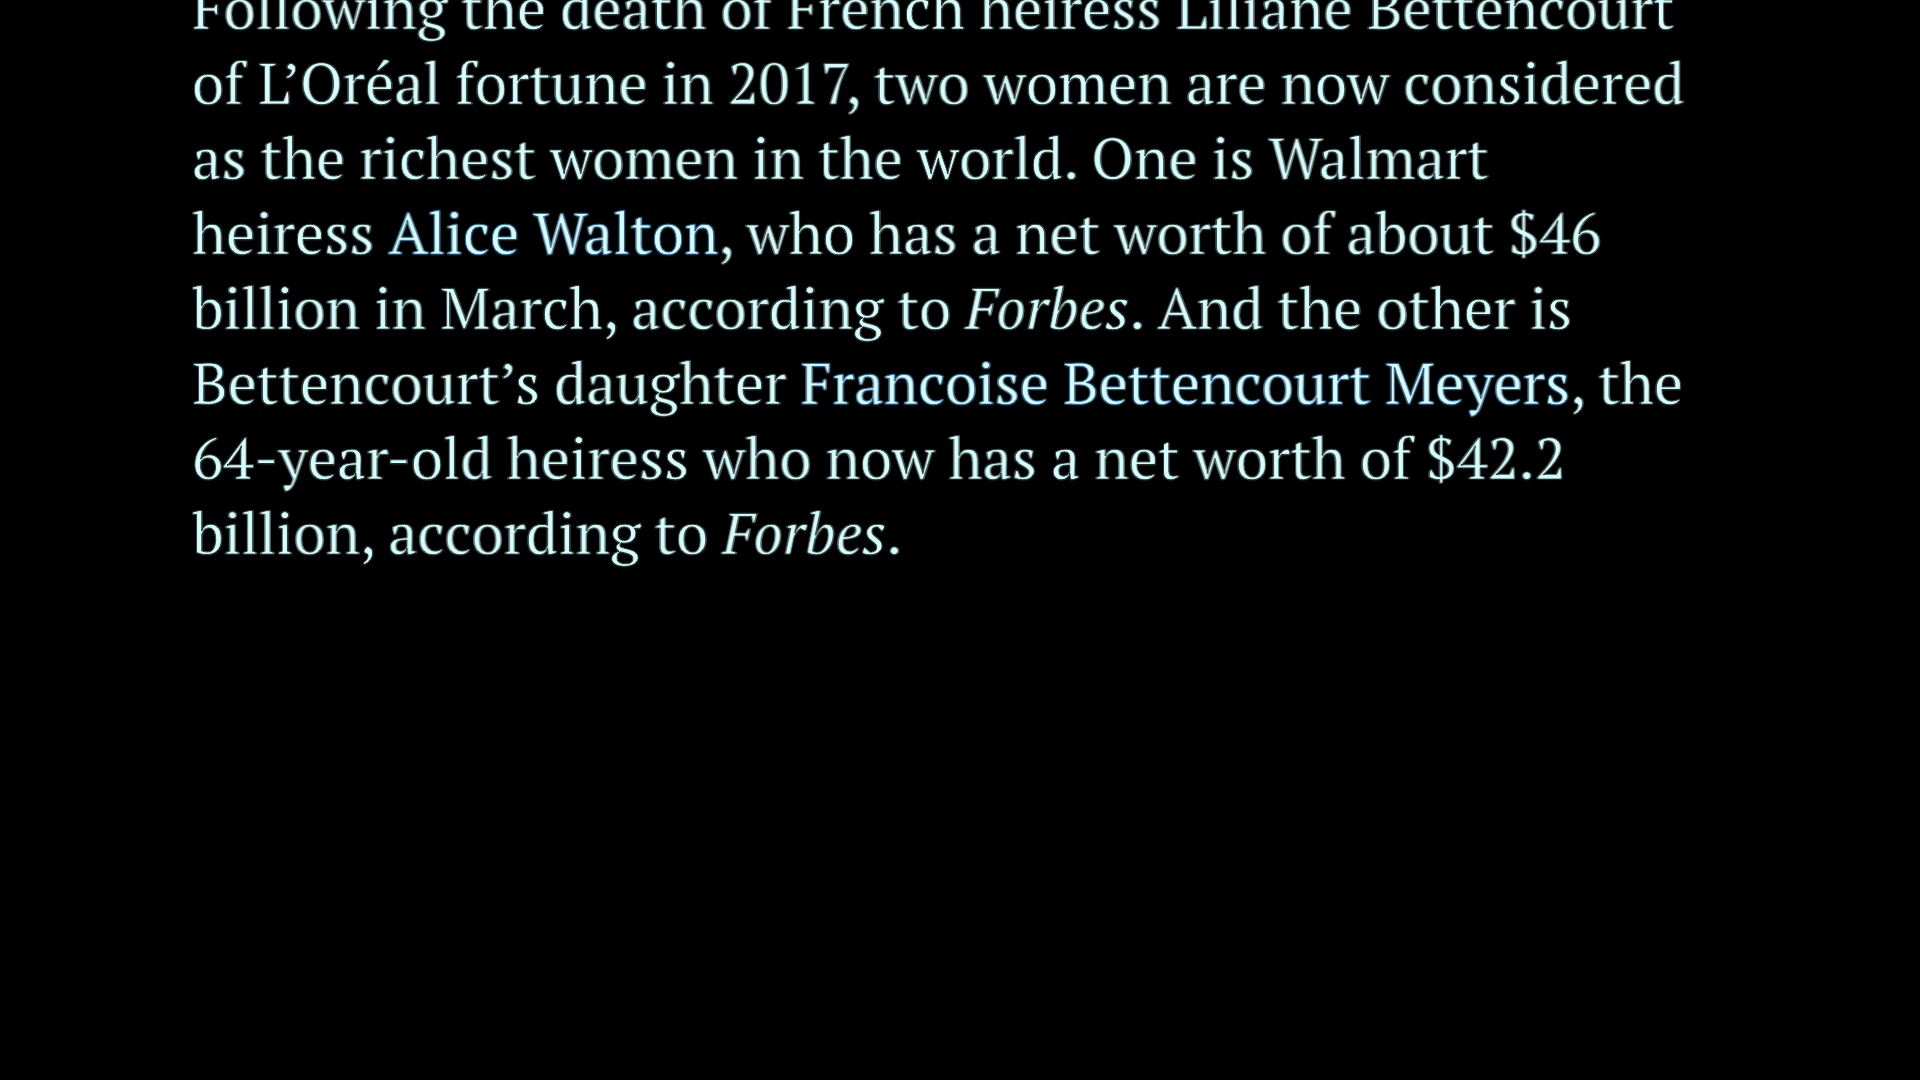 Following the death of French heiress Liliane Bettencourt
of L’Oréal fortune in 2017, two women are now considered
as the richest women in the world. One is Walmart
heiress Alice Walton, who has a net worth of about $46
billion in March, according to Forbes. And the other is
Bettencourt’s daughter Francoise Bettencourt Meyers, the
64-year-old heiress who now has a net worth of $42.2
billion, according to Forbes.